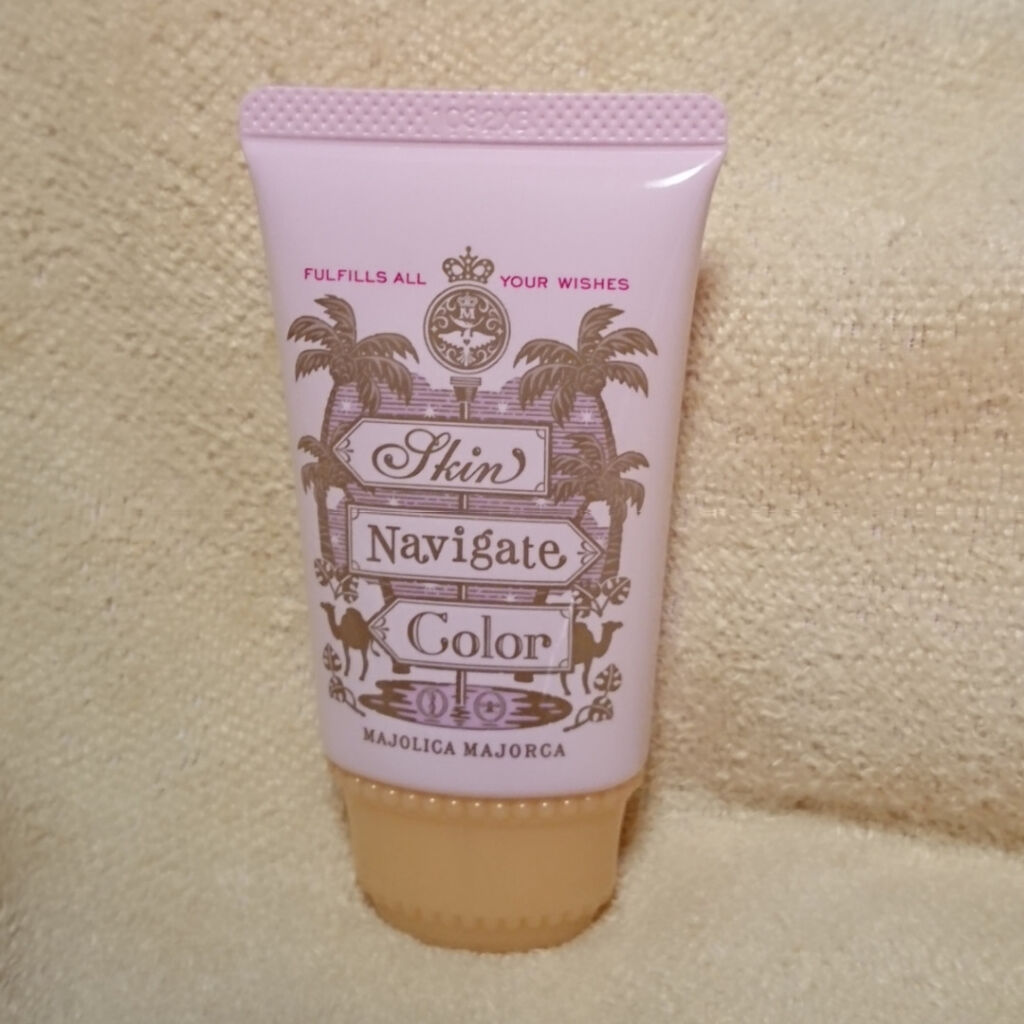 FULFILLS ALL YOUR WISHES
M
Skin
Navigate
Color
MAJOLICA MAJORCA